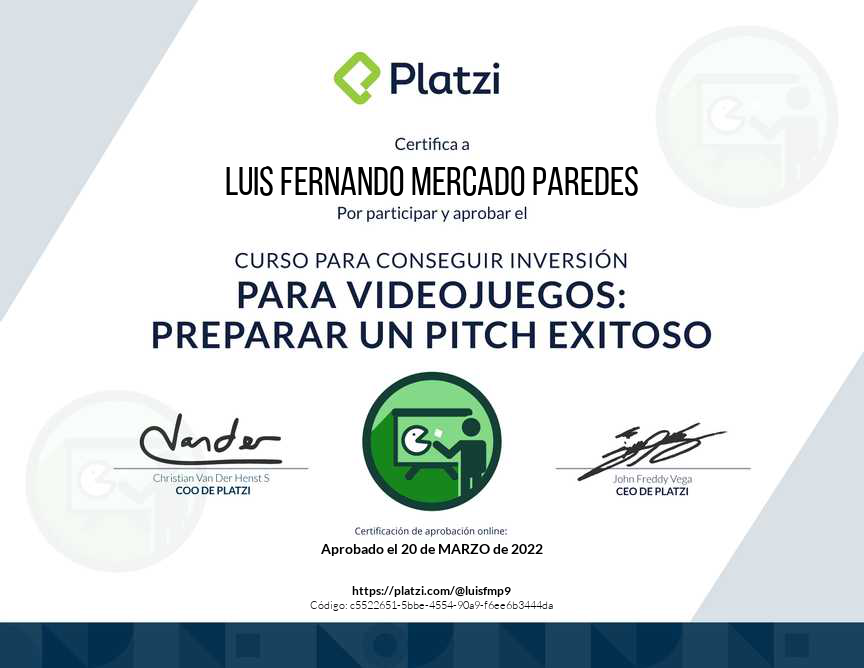 Platzi
Certifica a
LUIS FERNANDO MERCADO PAREDES
Por participar y aprobar el
CURSO PARA CONSEGUIR INVERSIÓN
PARA VIDEOJUEGOS:
PREPARAR UN PITCH EXITOSO
Vander
Christian Van Der Henst S
COO DE PLATZI
John Freddy Vega
CEO DE PLATZI
Certificación de aprobación online:
Aprobado el 20 de MARZO de 2022
https://platzi.com/@luisfmp9
Código: c5522651-5bbe-4554-90a9-f6ee6b3444da